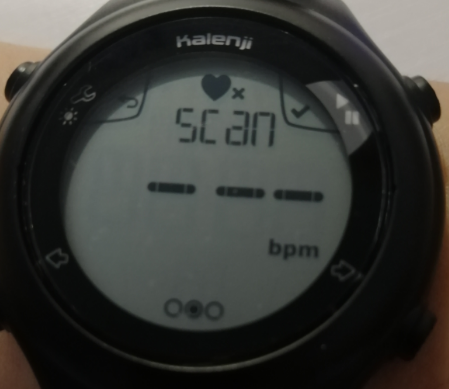 Kalenji
scan
---
bpm